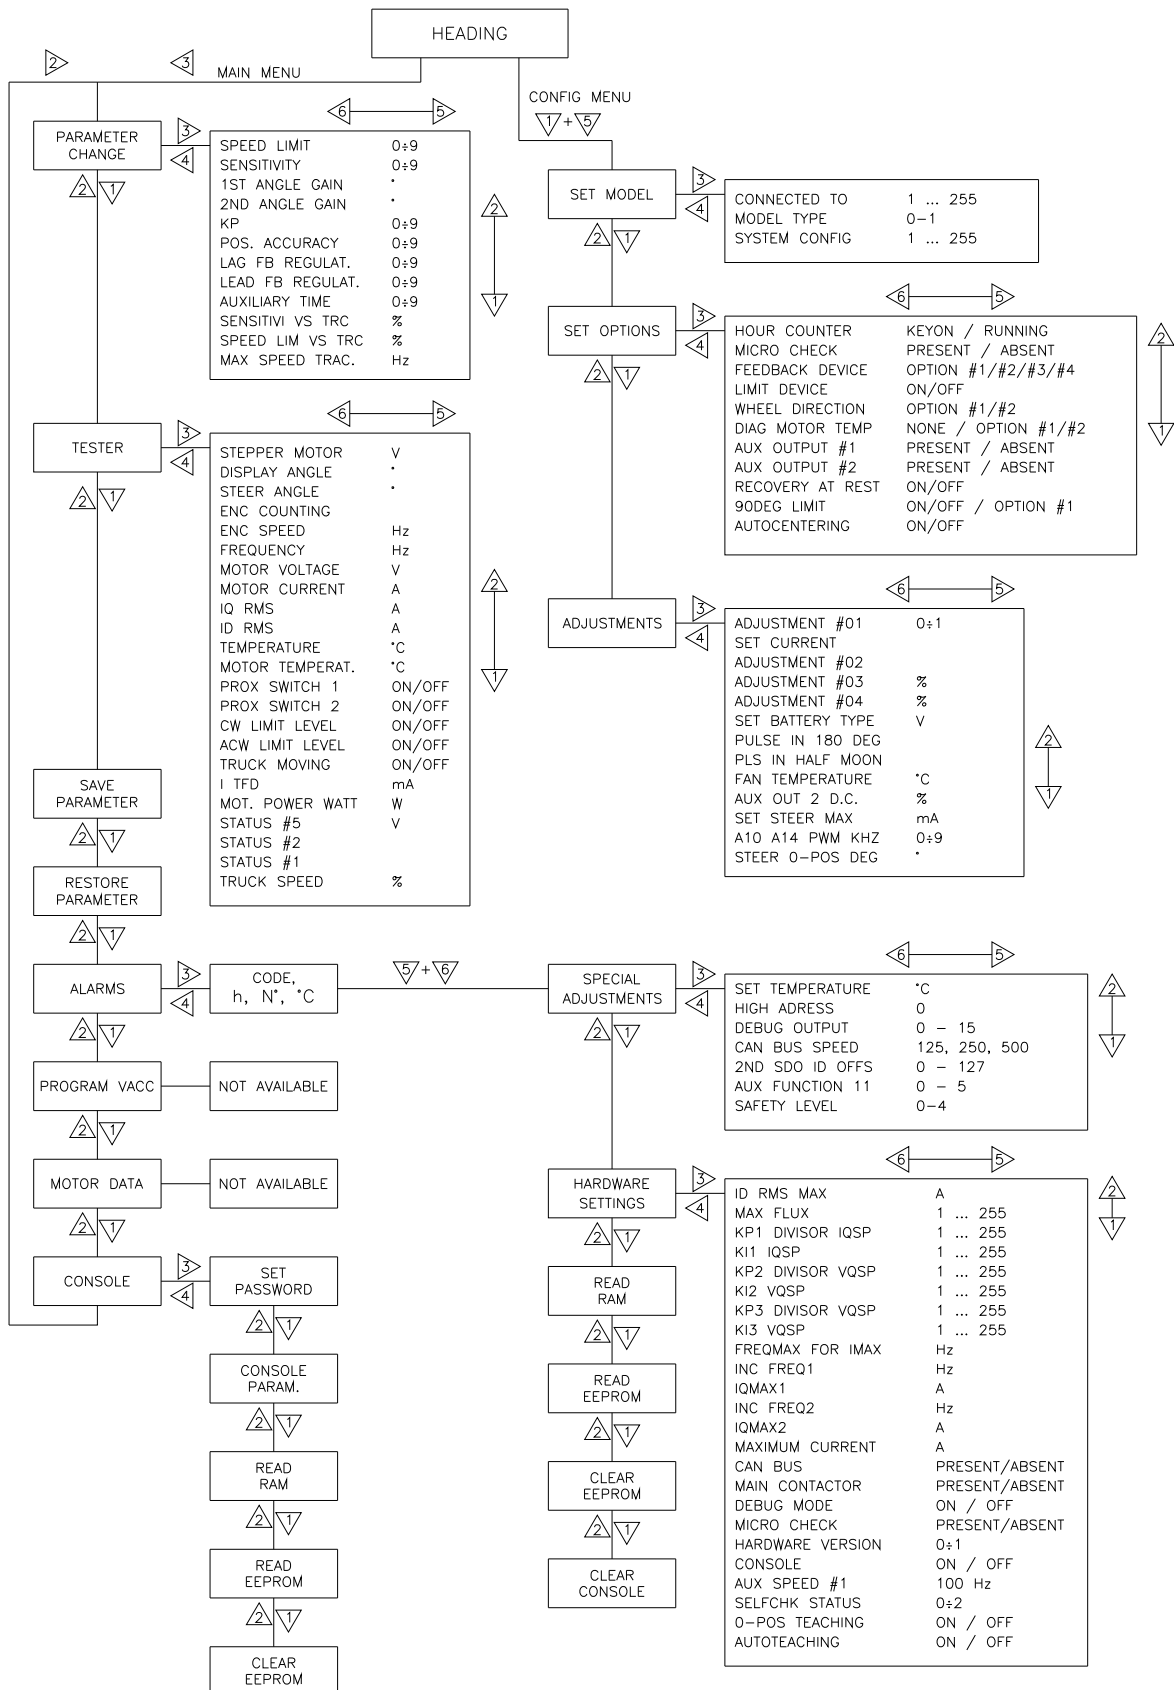 HEADING
2 3
MAIN MENU
CONFIG MENU
1 + 5
PARAMETER
CHANGE
3
4
2 1
6 5
SPEED LIMIT 0÷9
SENSITIVITY 0÷9
1ST ANGLE GAIN °
2ND ANGLE GAIN °
KP 0÷9
POS. ACCURACY 0÷9
LAG FB REGULAT. 0÷9
LEAD FB REGULAT. 0÷9
AUXILIARY TIME 0÷9
SENSITIVI VS TRC %
SPEED LIM VS TRC %
MAX SPEED TRAC. Hz
2
1
TESTER
3
4
2 1
6 5
STEPPER MOTOR V
DISPLAY ANGLE °
STEER ANGLE °
ENC COUNTING
ENC SPEED Hz
FREQUENCY Hz
MOTOR VOLTAGE V
MOTOR CURRENT A
IQ RMS A
ID RMS A
TEMPERATURE °C
MOTOR TEMPERAT. °C
PROX SWITCH 1 ON/OFF
PROX SWITCH 2 ON/OFF
CW LIMIT LEVEL ON/OFF
ACW LIMIT LEVEL ON/OFF
TRUCK MOVING ON/OFF
I TFD mA
MOT. POWER WATT W
STATUS #5 V
STATUS #2
STATUS #1
TRUCK SPEED %
2
1
SAVE
PARAMETER
2 1
RESTORE
PARAMETER
2 1
ALARMS
3
4
2 1
CODE,
h, N°, °C
5 + 6
PROGRAM VACC
NOT AVAILABLE
2 1
MOTOR DATA
NOT AVAILABLE
2 1
CONSOLE
3
4
SET
PASSWORD
2 1
CONSOLE
PARAM.
2 1
READ
RAM
2 1
READ
EEPROM
2 1
CLEAR
EEPROM
SET MODEL
3
4
2 1
CONNECTED TO 1 ... 255
MODEL TYPE 0–1
SYSTEM CONFIG 1 ... 255
SET OPTIONS
3
4
2 1
6 5
HOUR COUNTER KEYON / RUNNING
MICRO CHECK PRESENT / ABSENT
FEEDBACK DEVICE OPTION #1/#2/#3/#4
LIMIT DEVICE ON/OFF
WHEEL DIRECTION OPTION #1/#2
DIAG MOTOR TEMP NONE / OPTION #1/#2
AUX OUTPUT #1 PRESENT / ABSENT
AUX OUTPUT #2 PRESENT / ABSENT
RECOVERY AT REST ON/OFF
90DEG LIMIT ON/OFF / OPTION #1
AUTOCENTERING ON/OFF
2
1
ADJUSTMENTS
3
4
6 5
ADJUSTMENT #01 0÷1
SET CURRENT
ADJUSTMENT #02
ADJUSTMENT #03 %
ADJUSTMENT #04 %
SET BATTERY TYPE V
PULSE IN 180 DEG
PLS IN HALF MOON
FAN TEMPERATURE °C
AUX OUT 2 D.C. %
SET STEER MAX mA
A10 A14 PWM KHZ 0÷9
STEER 0–POS DEG °
2
1
SPECIAL
ADJUSTMENTS
3
4
2 1
6 5
SET TEMPERATURE °C
HIGH ADRESS 0
DEBUG OUTPUT 0 – 15
CAN BUS SPEED 125, 250, 500
2ND SDO ID OFFS 0 – 127
AUX FUNCTION 11 0 – 5
SAFETY LEVEL 0–4
2
1
HARDWARE
SETTINGS
3
4
2 1
6 5
ID RMS MAX A
MAX FLUX 1 ... 255
KP1 DIVISOR IQSP 1 ... 255
KI1 IQSP 1 ... 255
KP2 DIVISOR VQSP 1 ... 255
KI2 VQSP 1 ... 255
KP3 DIVISOR VQSP 1 ... 255
KI3 VQSP 1 ... 255
FREQMAX FOR IMAX Hz
INC FREQ1 Hz
IQMAX1 A
INC FREQ2 Hz
IQMAX2 A
MAXIMUM CURRENT A
CAN BUS PRESENT/ABSENT
MAIN CONTACTOR PRESENT/ABSENT
DEBUG MODE ON / OFF
MICRO CHECK PRESENT/ABSENT
HARDWARE VERSION 0÷1
CONSOLE ON / OFF
AUX SPEED #1 100 Hz
SELFCHK STATUS 0÷2
0–POS TEACHING ON / OFF
AUTOTEACHING ON / OFF
2
1
READ
RAM
2 1
READ
EEPROM
2 1
CLEAR
EEPROM
2 1
CLEAR
CONSOLE